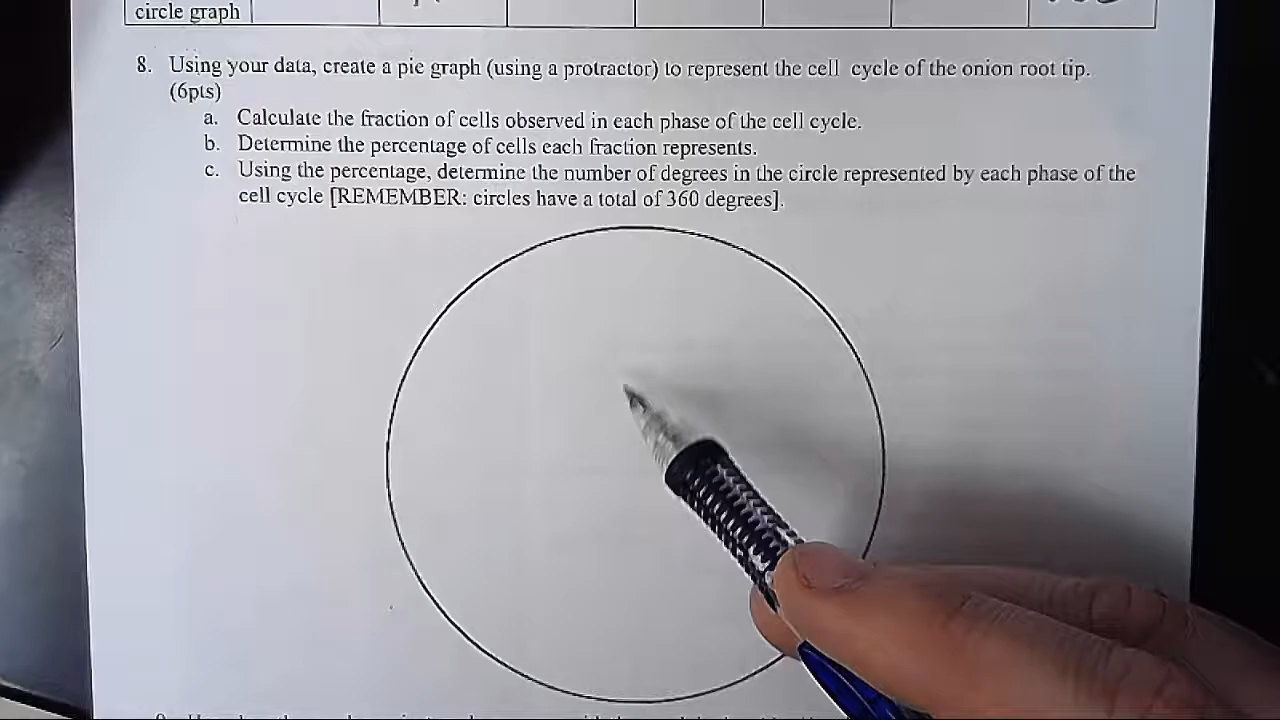 circle graph
8. Using your data, create a pie graph (using a protractor) to represent the cell cycle of the onion root tip.
(6pts)
a. Calculate the fraction of cells observed in each phase of the cell cycle.
b. Determine the percentage of cells each fraction represents.
c. Using the percentage, determine the number of degrees in the circle represented by each phase of the
cell cycle [REMEMBER: circles have a total of 360 degrees].